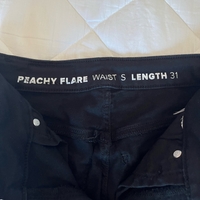 PEACHY FLARE WAIST S LENGTH 31